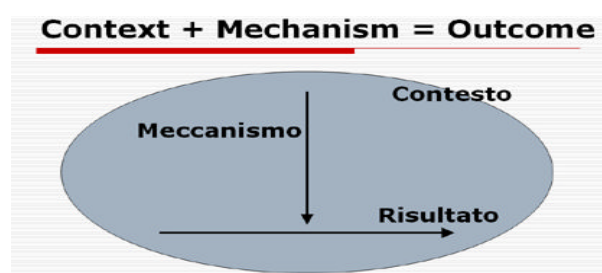 Context + Mechanism = Outcome
Contesto
Meccanismo
Risultato